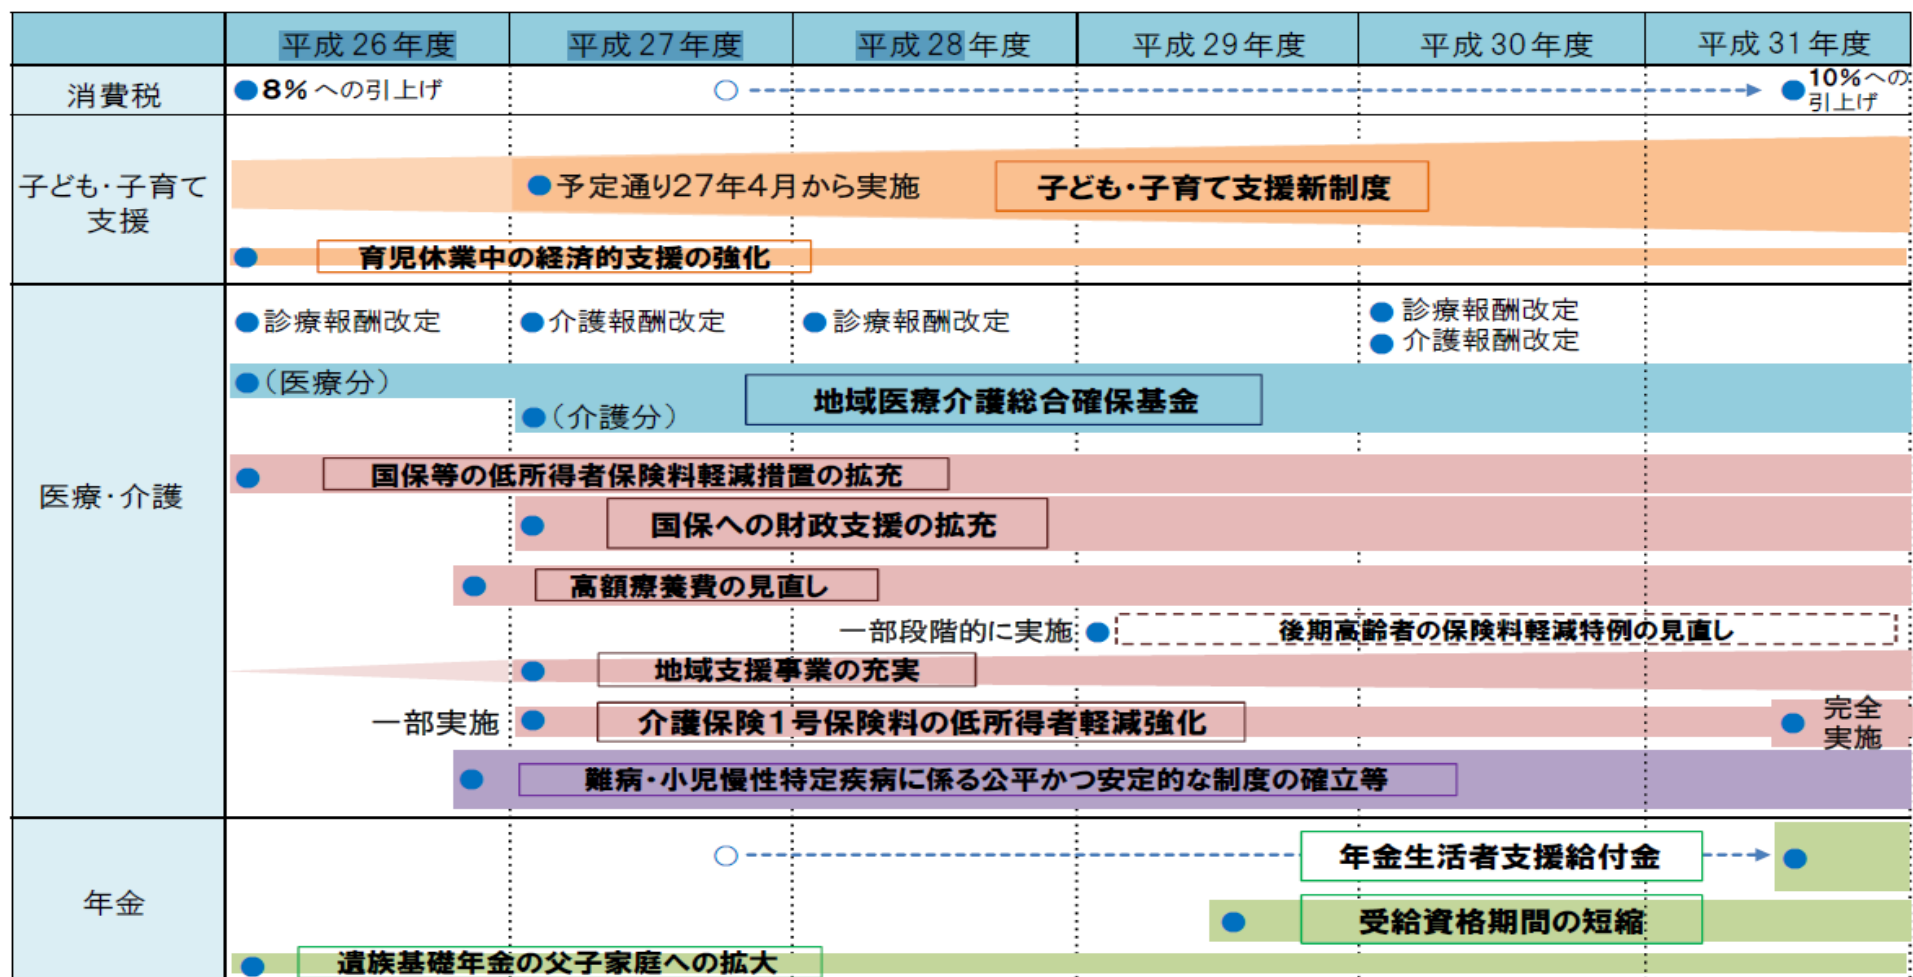 平成26年度 平成27年度 平成28年度 平成29年度 平成30年度 平成31年度
消費税
●8% への引上げ
10%への
引上げ
子ども・子育て
支援
●予定通り27年4月から実施
子ども・子育て支援新制度
育児休業中の経済的支援の強化
医療・介護
●診療報酬改定
●介護報酬改定
●診療報酬改定
●診療報酬改定
●介護報酬改定
●(医療分)
●(介護分)
地域医療介護総合確保基金
国保等の低所得者保険料軽減措置の拡充
国保への財政支援の拡充
高額療養費の見直し
一部段階的に実施
後期高齢者の保険料軽減特例の見直し
地域支援事業の充実
一部実施
介護保険1号保険料の低所得者軽減強化
完全
実施
難病・小児慢性特定疾病に係る公平かつ安定的な制度の確立等
年金
年金生活者支援給付金
受給資格期間の短縮
遺族基礎年金の父子家庭への拡大